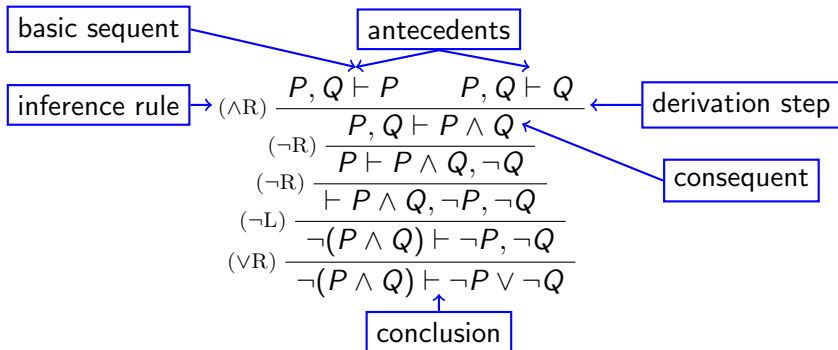 basic sequent
antecedents
P, Q ⊢ P P, Q ⊢ Q
inference rule (∧R) derivation step
P, Q ⊢ P ∧ Q
(¬R)
P ⊢ P ∧ Q, ¬Q
(¬R) consequent
⊢ P ∧ Q, ¬P, ¬Q
(¬L)
¬(P ∧ Q) ⊢ ¬P, ¬Q
(∨R)
¬(P ∧ Q) ⊢ ¬P ∨ ¬Q
conclusion